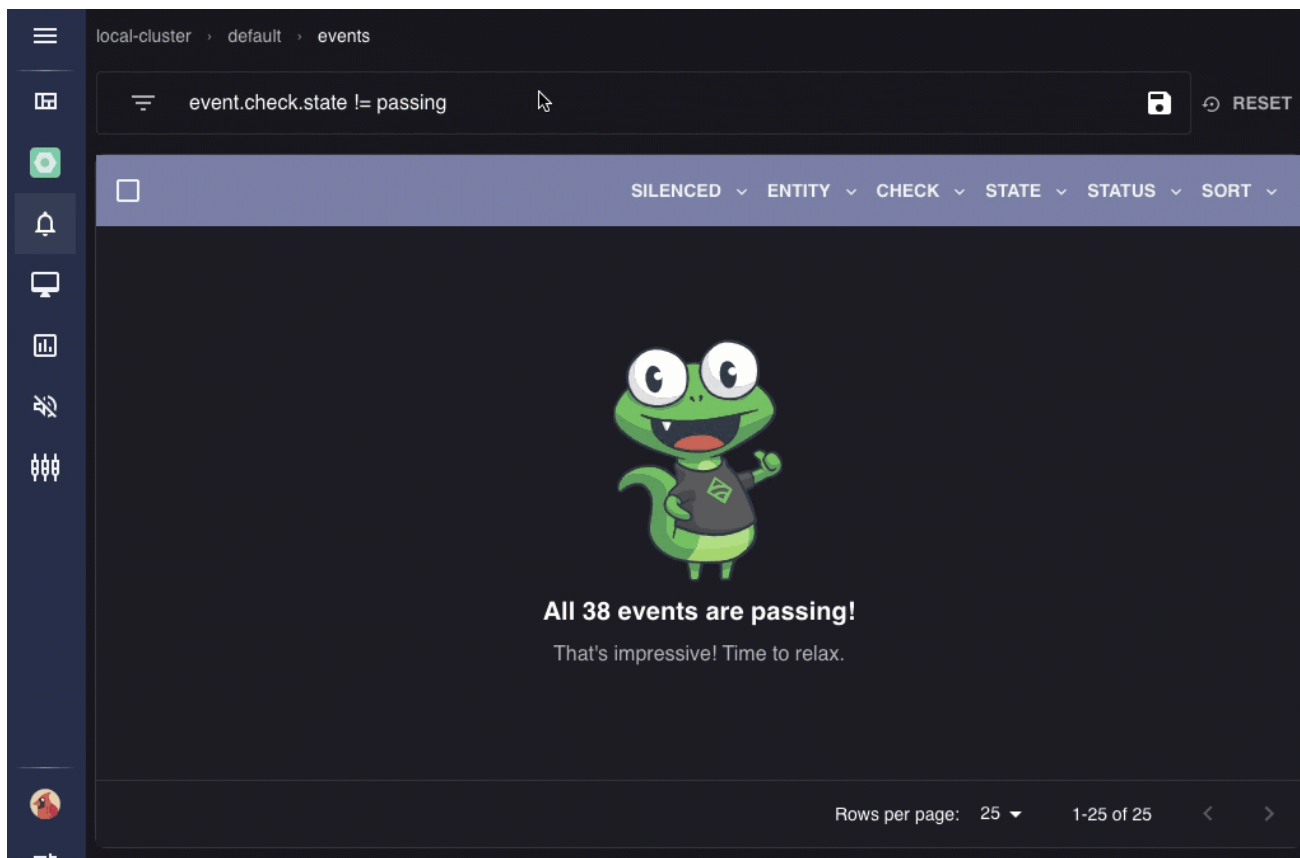 local-cluster › default › events
event.check.state != passing
RESET
SILENCED ENTITY CHECK STATE STATUS SORT
All 38 events are passing!
That's impressive! Time to relax.
Rows per page: 25 1-25 of 25